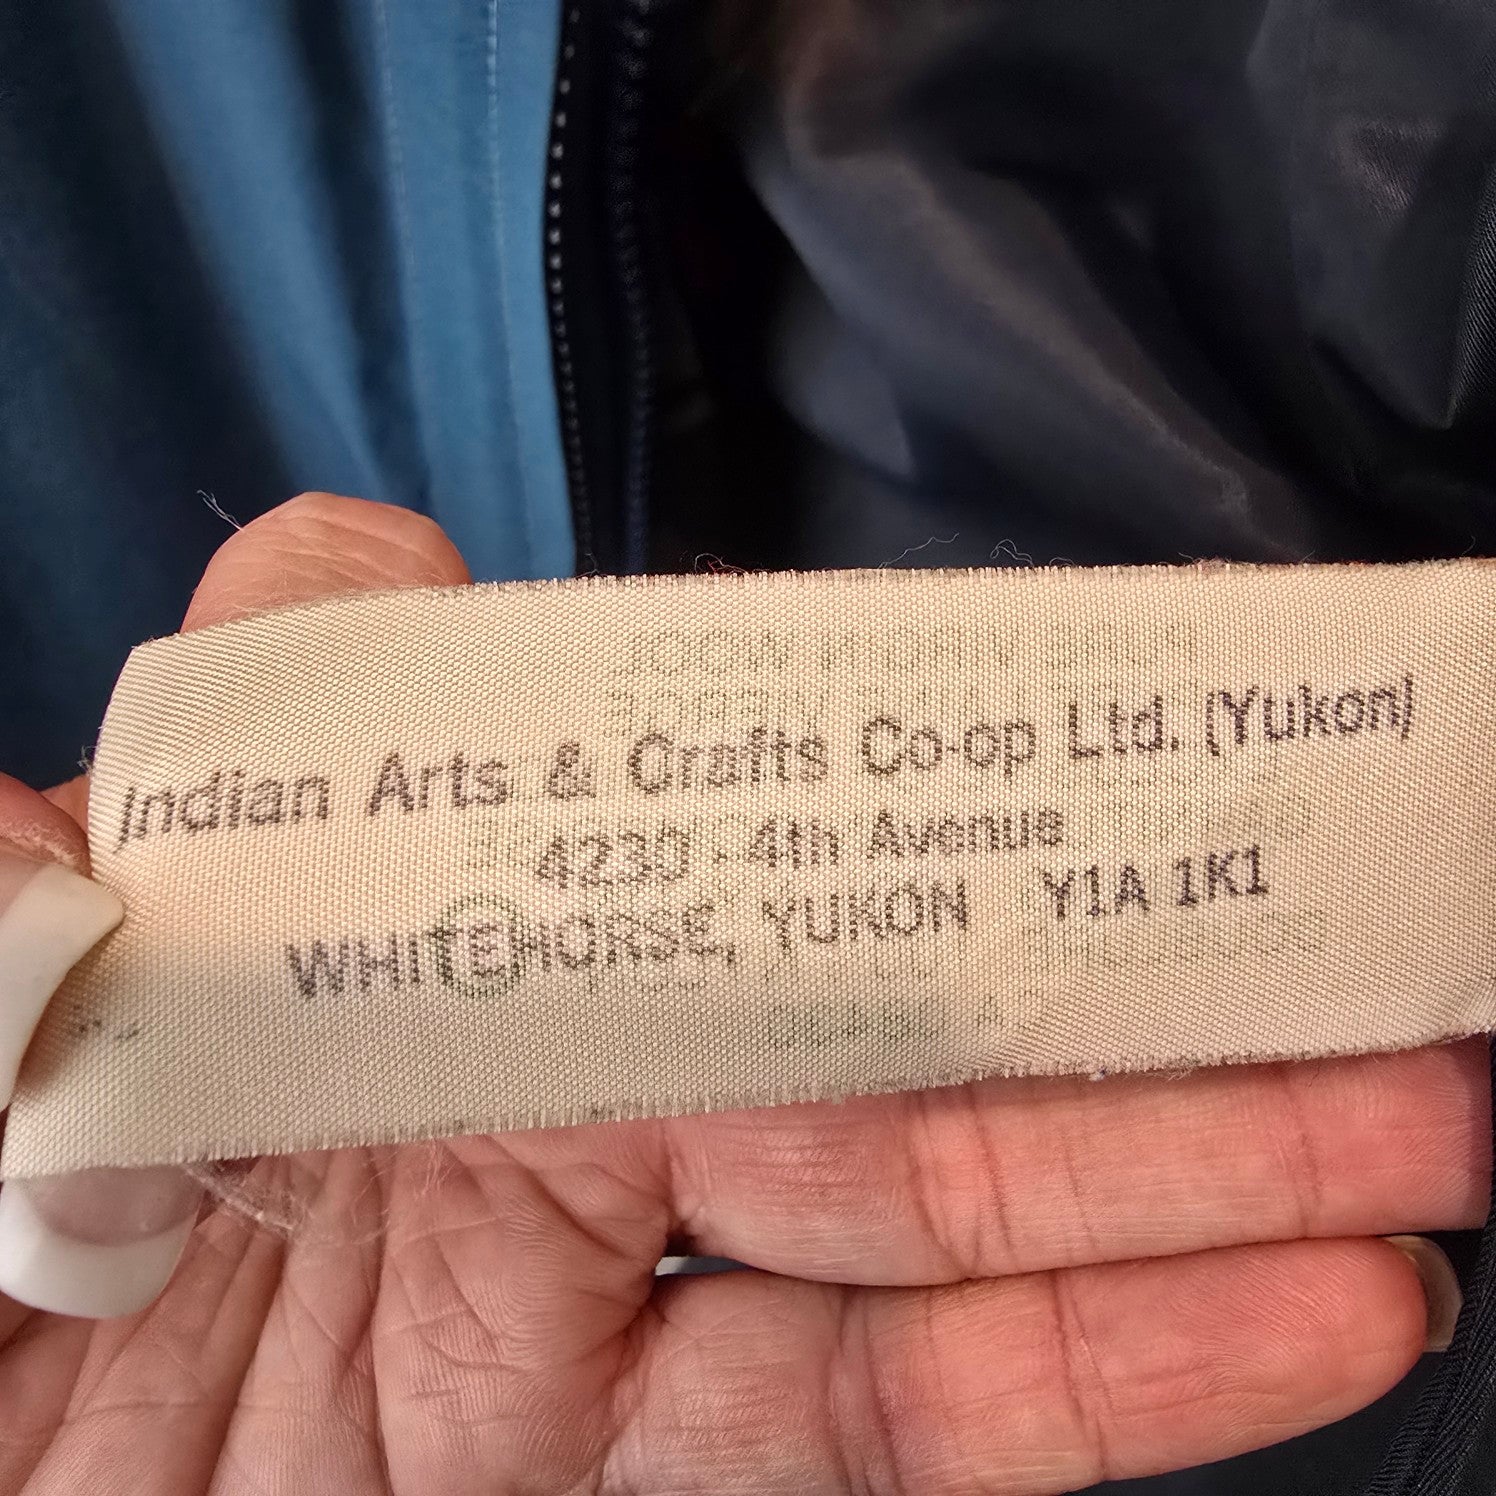 Indian Arts & Crafts Co-op Ltd. (Yukon)
4230 - 4th Avenue
WHITEHORSE, YUKON Y1A 1K1